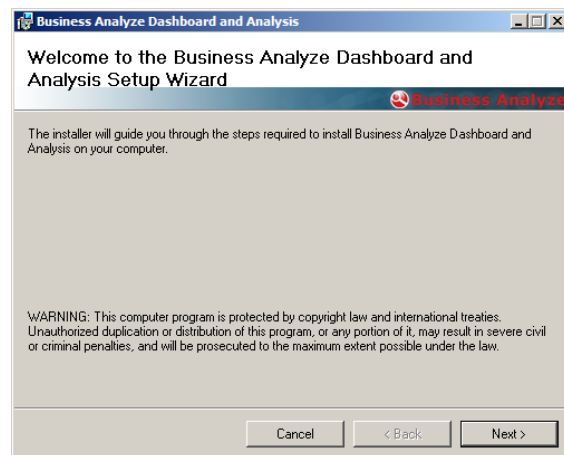 Business Analyze Dashboard and Analysis
Welcome to the Business Analyze Dashboard and
Analysis Setup Wizard
Business Analyze
The installer will guide you through the steps required to install Business Analyze Dashboard and
Analysis on your computer.
WARNING: This computer program is protected by copyright law and international treaties.
Unauthorized duplication or distribution of this program, or any portion of it, may result in severe civil
or criminal penalties, and will be prosecuted to the maximum extent possible under the law.
Cancel
< Back
Next >